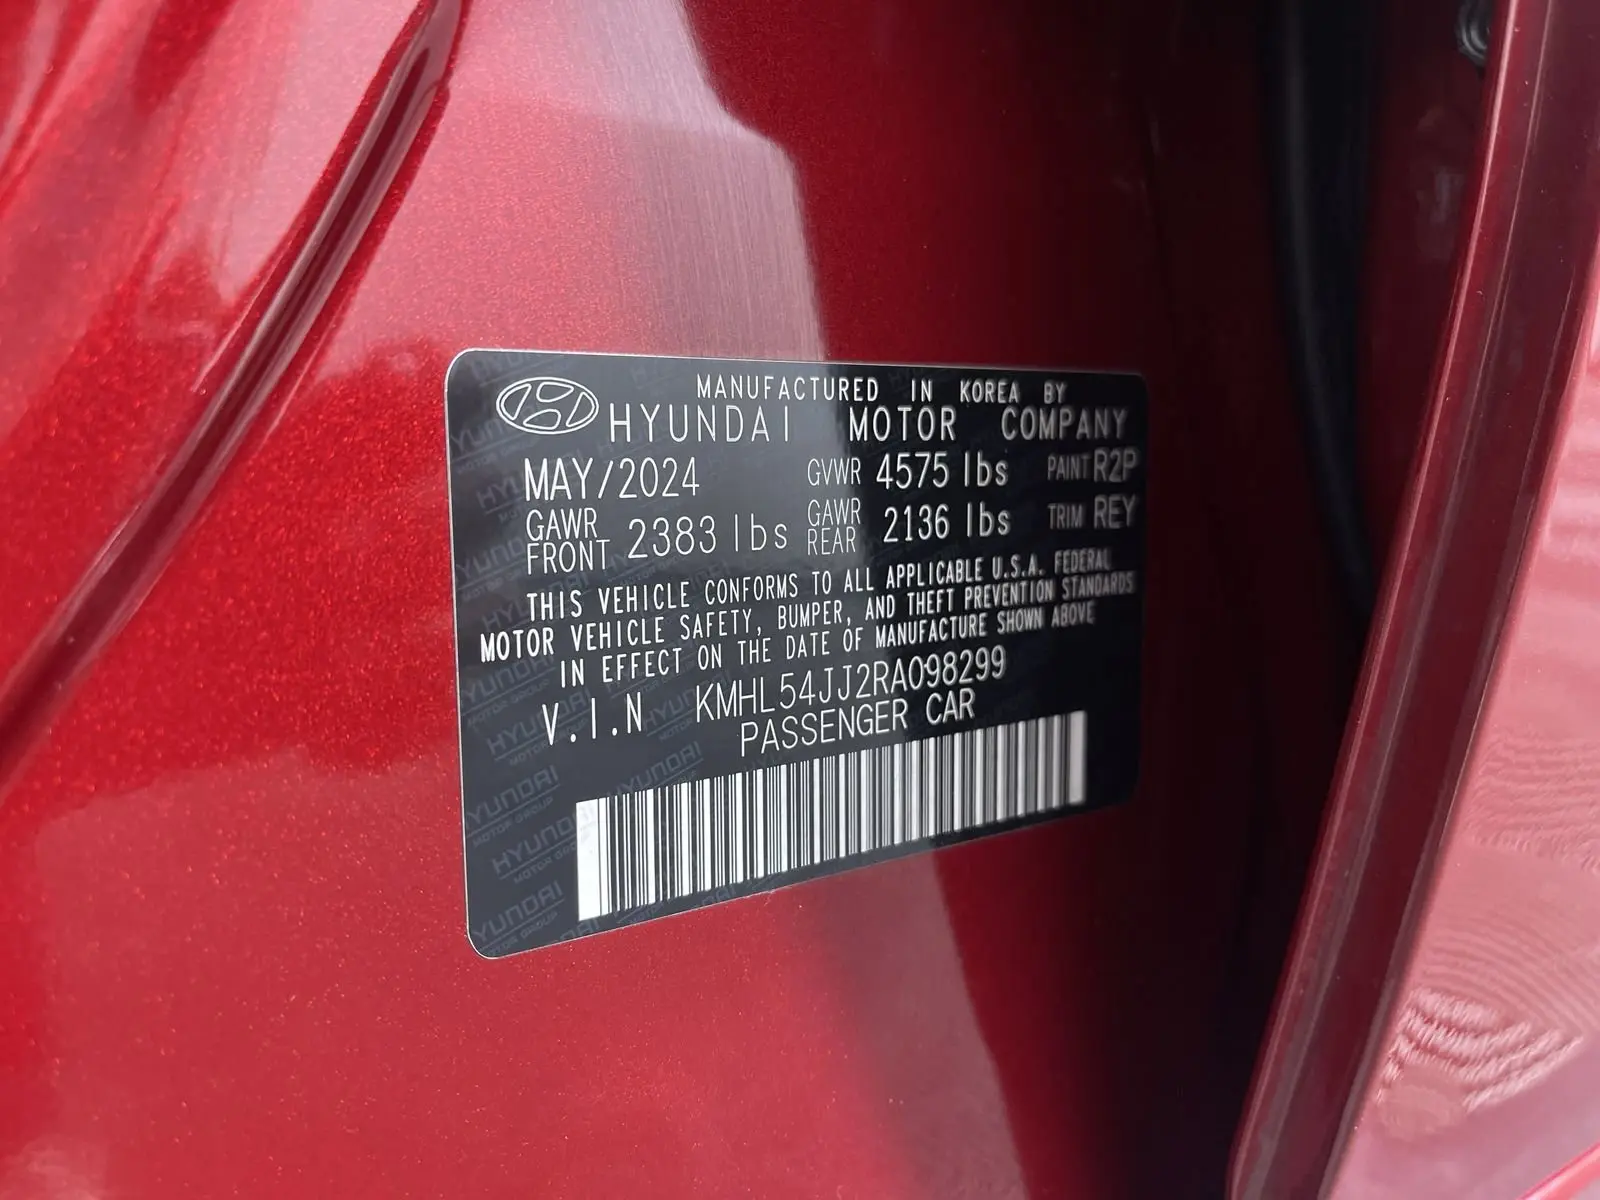 MANUFACTURED IN KOREA BY
HYUNDAI MOTOR COMPANY
MAY/2024 GVWR 4575 lbs PAINT R2P
GAWR FRONT 2383 lbs GAWR REAR 2136 lbs TRIM REY
THIS VEHICLE CONFORMS TO ALL APPLICABLE U.S.A. FEDERAL
MOTOR VEHICLE SAFETY, BUMPER, AND THEFT PREVENTION STANDARDS
IN EFFECT ON THE DATE OF MANUFACTURE SHOWN ABOVE
V.I.N KMHL54JJ2RA098299
PASSENGER CAR